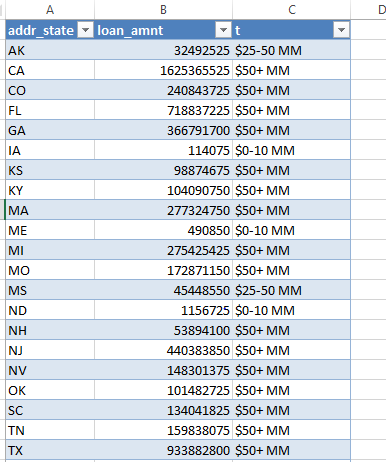 A B C D
addr_state loan_amnt t
AK 32492525 $25-50 MM
CA 1625365525 $50+ MM
CO 240843725 $50+ MM
FL 718837225 $50+ MM
GA 366791700 $50+ MM
IA 114075 $0-10 MM
KS 98874675 $50+ MM
KY 104090750 $50+ MM
MA 277324750 $50+ MM
ME 490850 $0-10 MM
MI 275425425 $50+ MM
MO 172871150 $50+ MM
MS 45448550 $25-50 MM
ND 1156725 $0-10 MM
NH 53894100 $50+ MM
NJ 440383850 $50+ MM
NV 148301375 $50+ MM
OK 101482725 $50+ MM
SC 134041825 $50+ MM
TN 159838075 $50+ MM
TX 933882800 $50+ MM